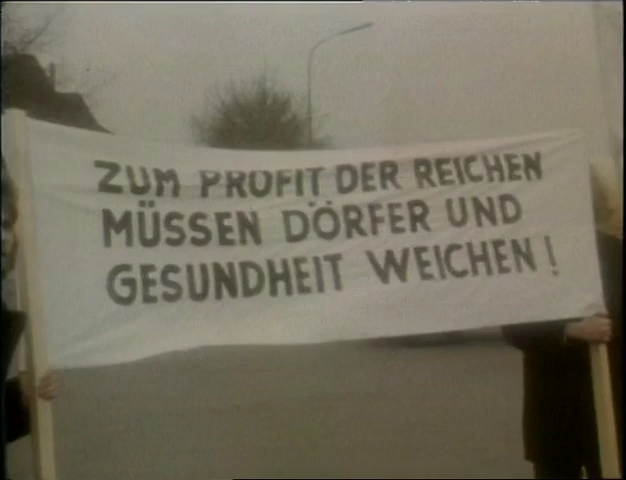 ZUM PROFIT DER REICHEN
MÜSSEN DÖRFER UND
GESUNDHEIT WEICHEN!